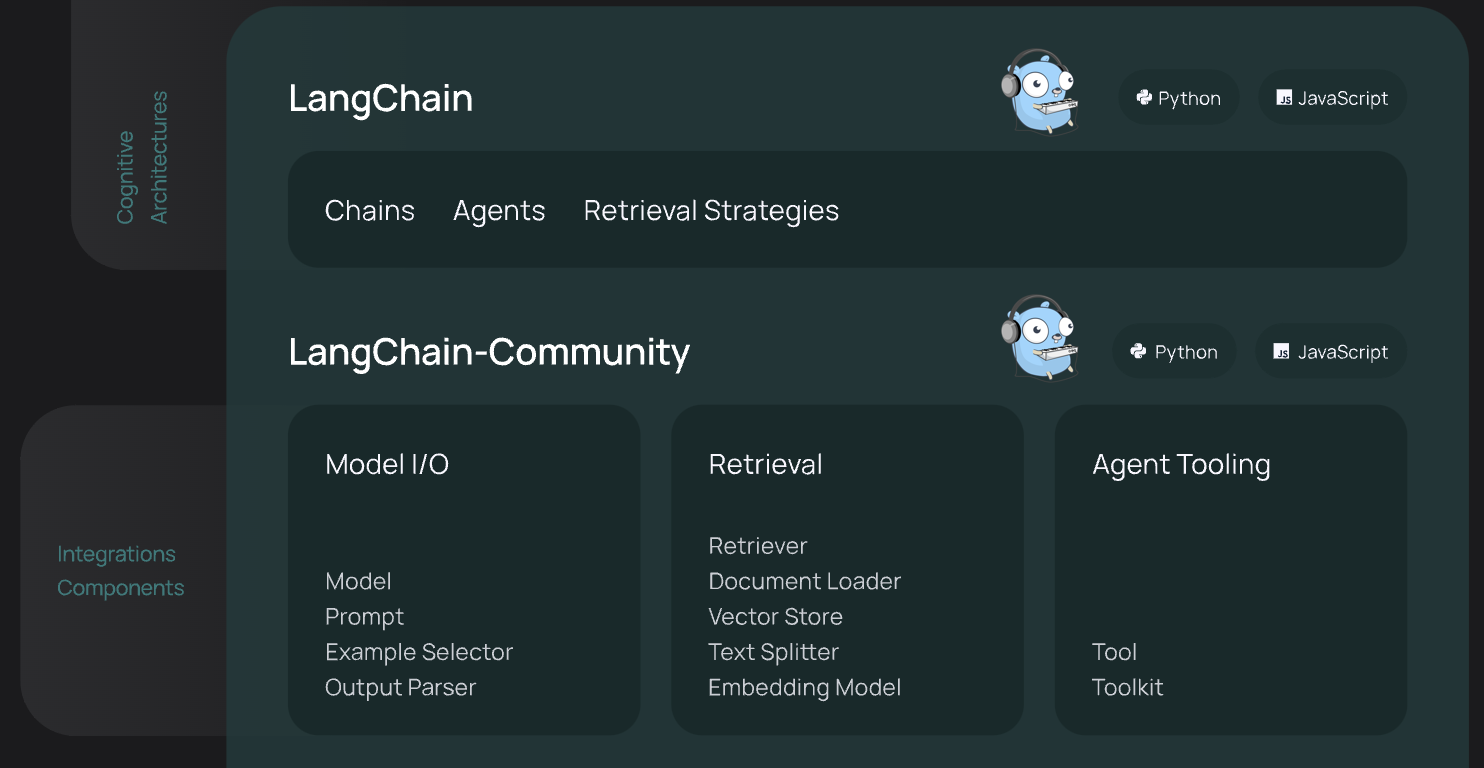 Cognitive
Architectures
LangChain
Python
JS JavaScript
Chains Agents Retrieval Strategies
LangChain-Community
Python
JS JavaScript
Integrations
Components
Model I/O
Model
Prompt
Example Selector
Output Parser
Retrieval
Retriever
Document Loader
Vector Store
Text Splitter
Embedding Model
Agent Tooling
Tool
Toolkit